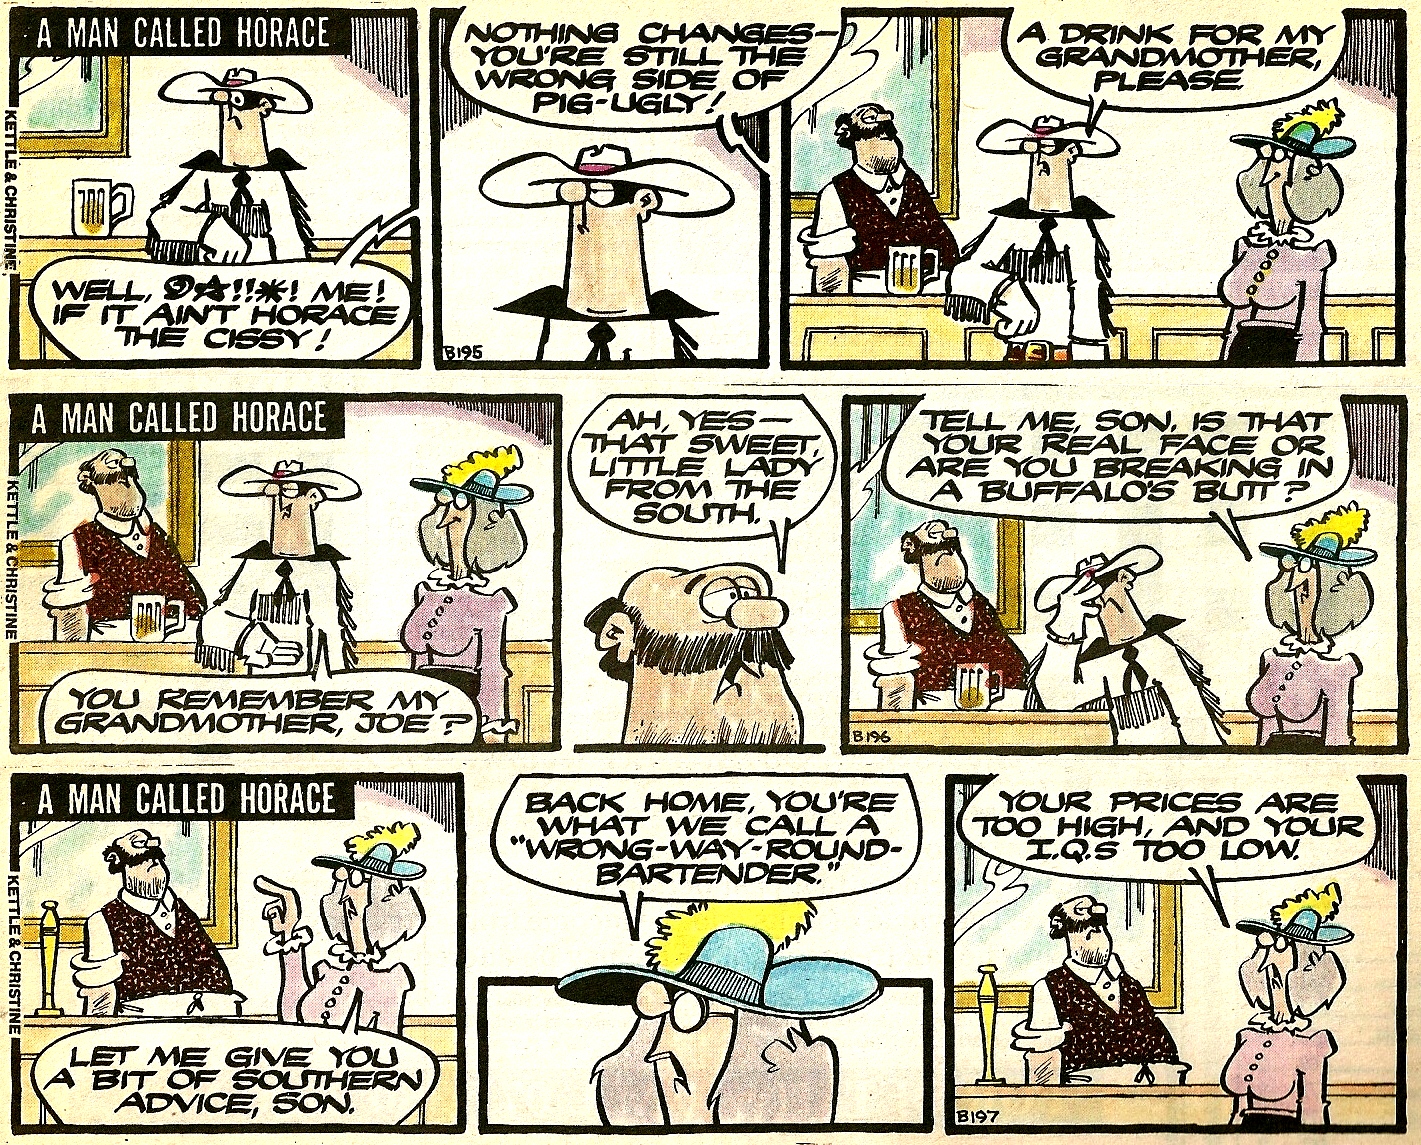 A MAN CALLED HORACE
KETTLE & CHRISTINE,
WELL, @☆!!*! ME!
IF IT AIN'T HORACE
THE CISSY!
NOTHING CHANGES—
YOU'RE STILL THE
WRONG SIDE OF
PIG-UGLY!
B195
A DRINK FOR MY
GRANDMOTHER,
PLEASE.
A MAN CALLED HORACE
KETTLE & CHRISTINE
YOU REMEMBER MY
GRANDMOTHER, JOE?
AH, YES—
THAT SWEET,
LITTLE LADY
FROM THE
SOUTH.
TELL ME, SON, IS THAT
YOUR REAL FACE OR
ARE YOU BREAKING IN
A BUFFALO'S BUTT?
B196
A MAN CALLED HORACE
KETTLE & CHRISTINE
LET ME GIVE YOU
A BIT OF SOUTHERN
ADVICE, SON.
BACK HOME, YOU'RE
WHAT WE CALL A
"WRONG-WAY-ROUND-
BARTENDER."
YOUR PRICES ARE
TOO HIGH, AND YOUR
I.Q.S TOO LOW.
B197